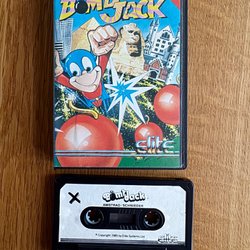 BOMB JACK
elite
Bomb Jack
AMSTRAD - SCHNEIDER
elite